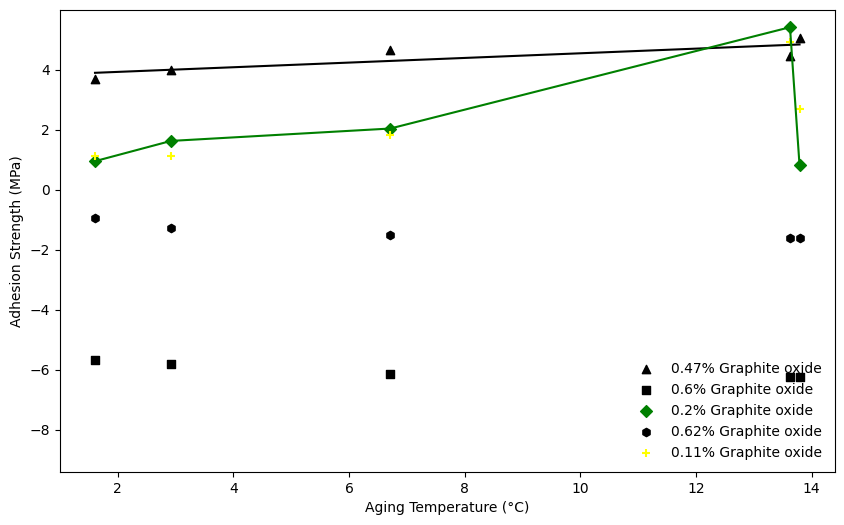 4
2
0
−2
−4
−6
−8
Adhesion Strength (MPa)
0.47% Graphite oxide
0.6% Graphite oxide
0.2% Graphite oxide
0.62% Graphite oxide
0.11% Graphite oxide
2 4 6 8 10 12 14
Aging Temperature (°C)